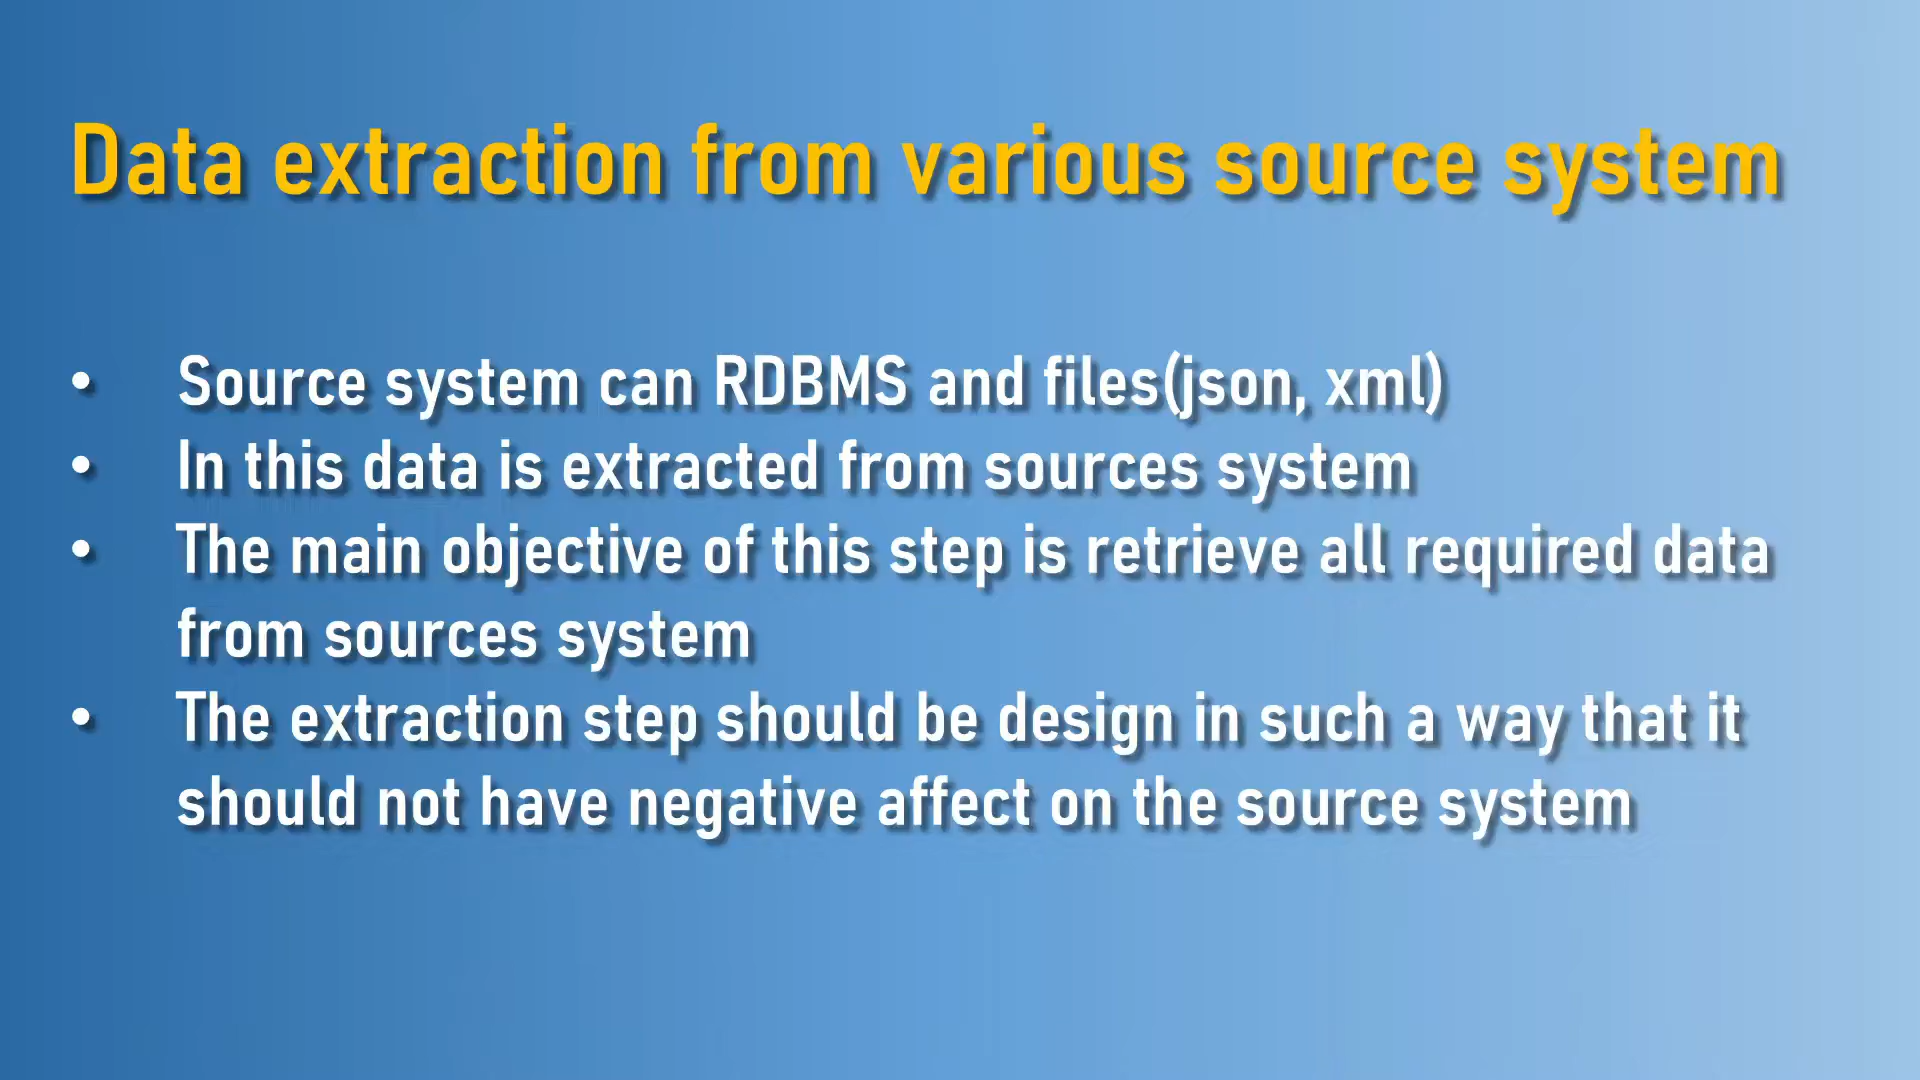 Data extraction from various source system
• Source system can RDBMS and files(json, xml)
• In this data is extracted from sources system
• The main objective of this step is retrieve all required data
from sources system
• The extraction step should be design in such a way that it
should not have negative affect on the source system